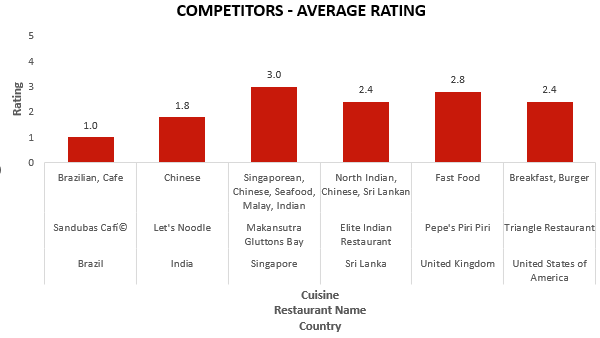 COMPETITORS - AVERAGE RATING
5
4
3
2
1
0
Rating
1.0
1.8
3.0
2.4
2.8
2.4
Brazilian, Cafe
Chinese
Singaporean,
Chinese, Seafood,
Malay, Indian
North Indian,
Chinese, Sri Lankan
Fast Food
Breakfast, Burger
Sandubas Cafí©
Let's Noodle
Makansutra
Gluttons Bay
Elite Indian
Restaurant
Pepe's Piri Piri
Triangle Restaurant
Brazil
India
Singapore
Sri Lanka
United Kingdom
United States of
America
Cuisine
Restaurant Name
Country